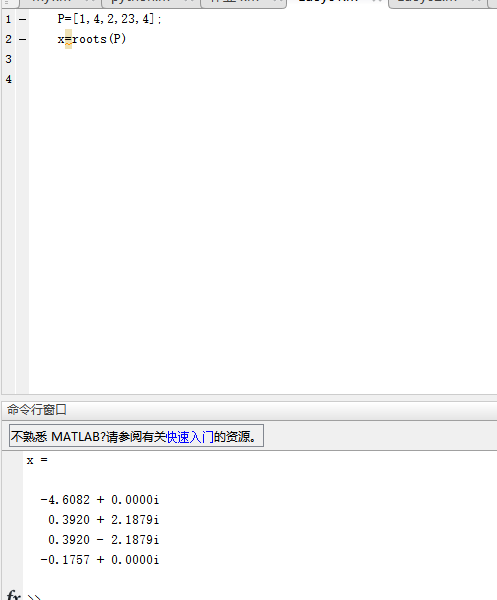 1 — P=[1,4,2,23,4];
2 — x=roots(P)
3
4
命令行窗口
不熟悉 MATLAB?请参阅有关快速入门的资源。
x =
-4.6082 + 0.0000i
0.3920 + 2.1879i
0.3920 - 2.1879i
-0.1757 + 0.0000i
fx >>